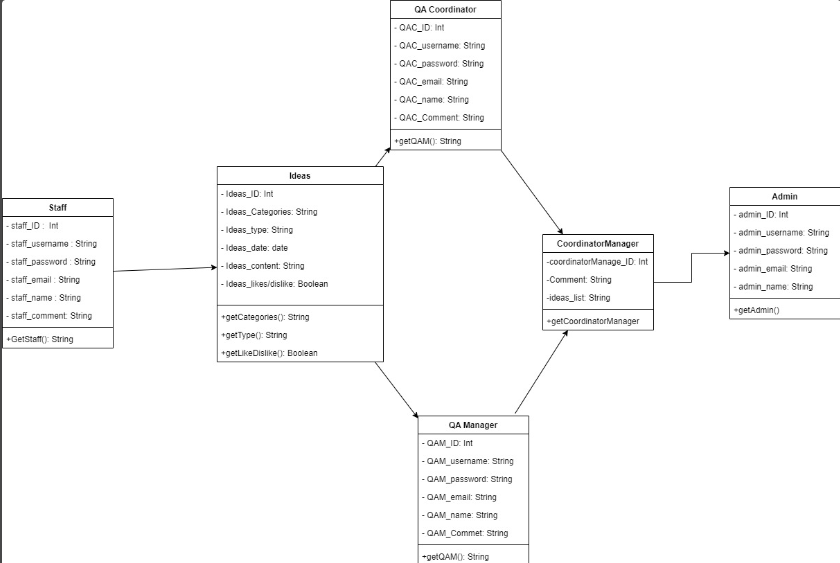 QA Coordinator
- QAC_ID: Int
- QAC_username: String
- QAC_password: String
- QAC_email: String
- QAC_name: String
- QAC_Comment: String
+getQAM(): String
Ideas
- Ideas_ID: Int
- Ideas_Categories: String
- Ideas_type: String
- Ideas_date: date
- Ideas_content: String
- Ideas_likes/dislike: Boolean
+getCategories(): String
+getType(): String
+getLikeDislike(): Boolean
Staff
- staff_ID : Int
- staff_username : String
- staff_password : String
- staff_email : String
- staff_name : String
- staff_comment: String
+GetStaff(): String
CoordinatorManager
-coordinatorManage_ID: Int
-Comment: String
-ideas_list: String
+getCoordinatorManager
Admin
- admin_ID: Int
- admin_username: String
- admin_password: String
- admin_email: String
- admin_name: String
+getAdmin()
QA Manager
- QAM_ID: Int
- QAM_username: String
- QAM_password: String
- QAM_email: String
- QAM_name: String
- QAM_Commet: String
+getQAM(): String